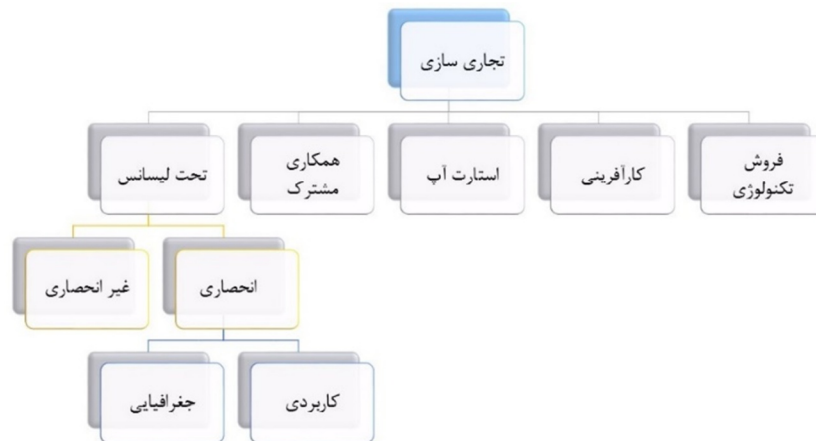 تجاری سازی
فروش
تکنولوژی
کارآفرینی
استارت آپ
همکاری
مشترک
تحت لیسانس
انحصاری
غیر انحصاری
کاربردی
جغرافیایی